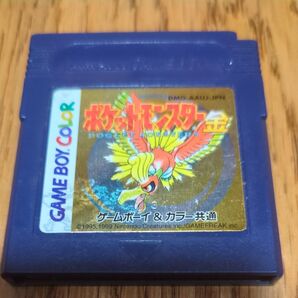 DMG-AAUJ-JPN
ポケットモンスター金
POCKET MONSTERS
GAME BOY COLOR
ゲームボーイ&カラー共通
©1995,1999 Nintendo/Creatures inc./GAMEFREAK inc.